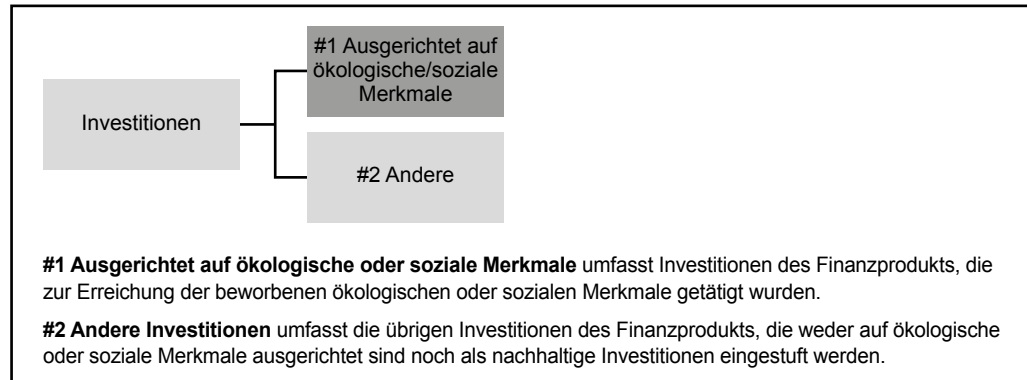 #1 Ausgerichtet auf
ökologische/soziale
Merkmale
Investitionen
#2 Andere
#1 Ausgerichtet auf ökologische oder soziale Merkmale umfasst Investitionen des Finanzprodukts, die
zur Erreichung der beworbenen ökologischen oder sozialen Merkmale getätigt wurden.
#2 Andere Investitionen umfasst die übrigen Investitionen des Finanzprodukts, die weder auf ökologische
oder soziale Merkmale ausgerichtet sind noch als nachhaltige Investitionen eingestuft werden.